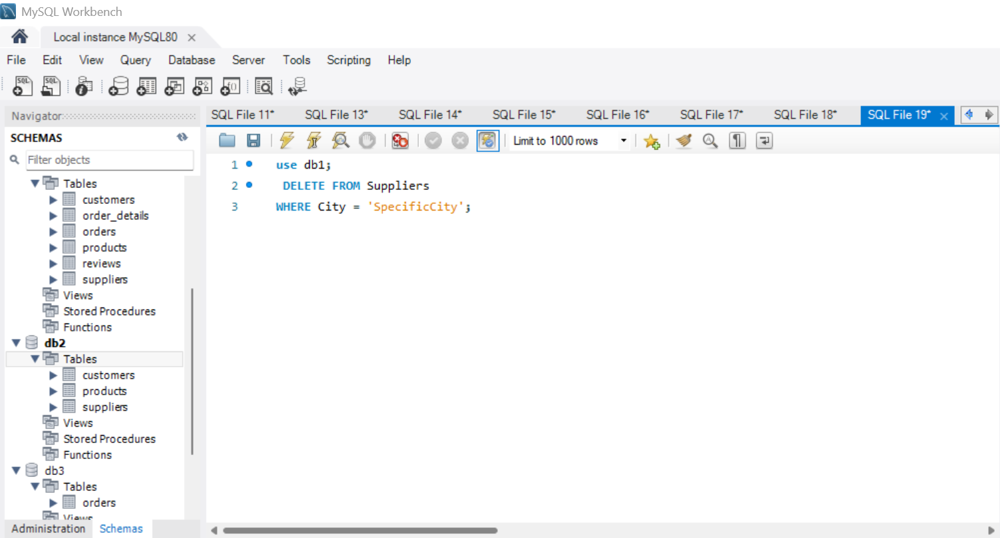 MySQL Workbench
Local instance MySQL80
File Edit View Query Database Server Tools Scripting Help
Navigator
SCHEMAS
Filter objects
Tables
customers
order_details
orders
products
reviews
suppliers
Views
Stored Procedures
Functions
db2
Tables
customers
products
suppliers
Views
Stored Procedures
Functions
db3
Tables
orders
Views
Administration Schemas
SQL File 11* SQL File 13* SQL File 14* SQL File 15* SQL File 16* SQL File 17* SQL File 18* SQL File 19*
Limit to 1000 rows
1 use db1;
2 DELETE FROM Suppliers
3 WHERE City = 'SpecificCity';